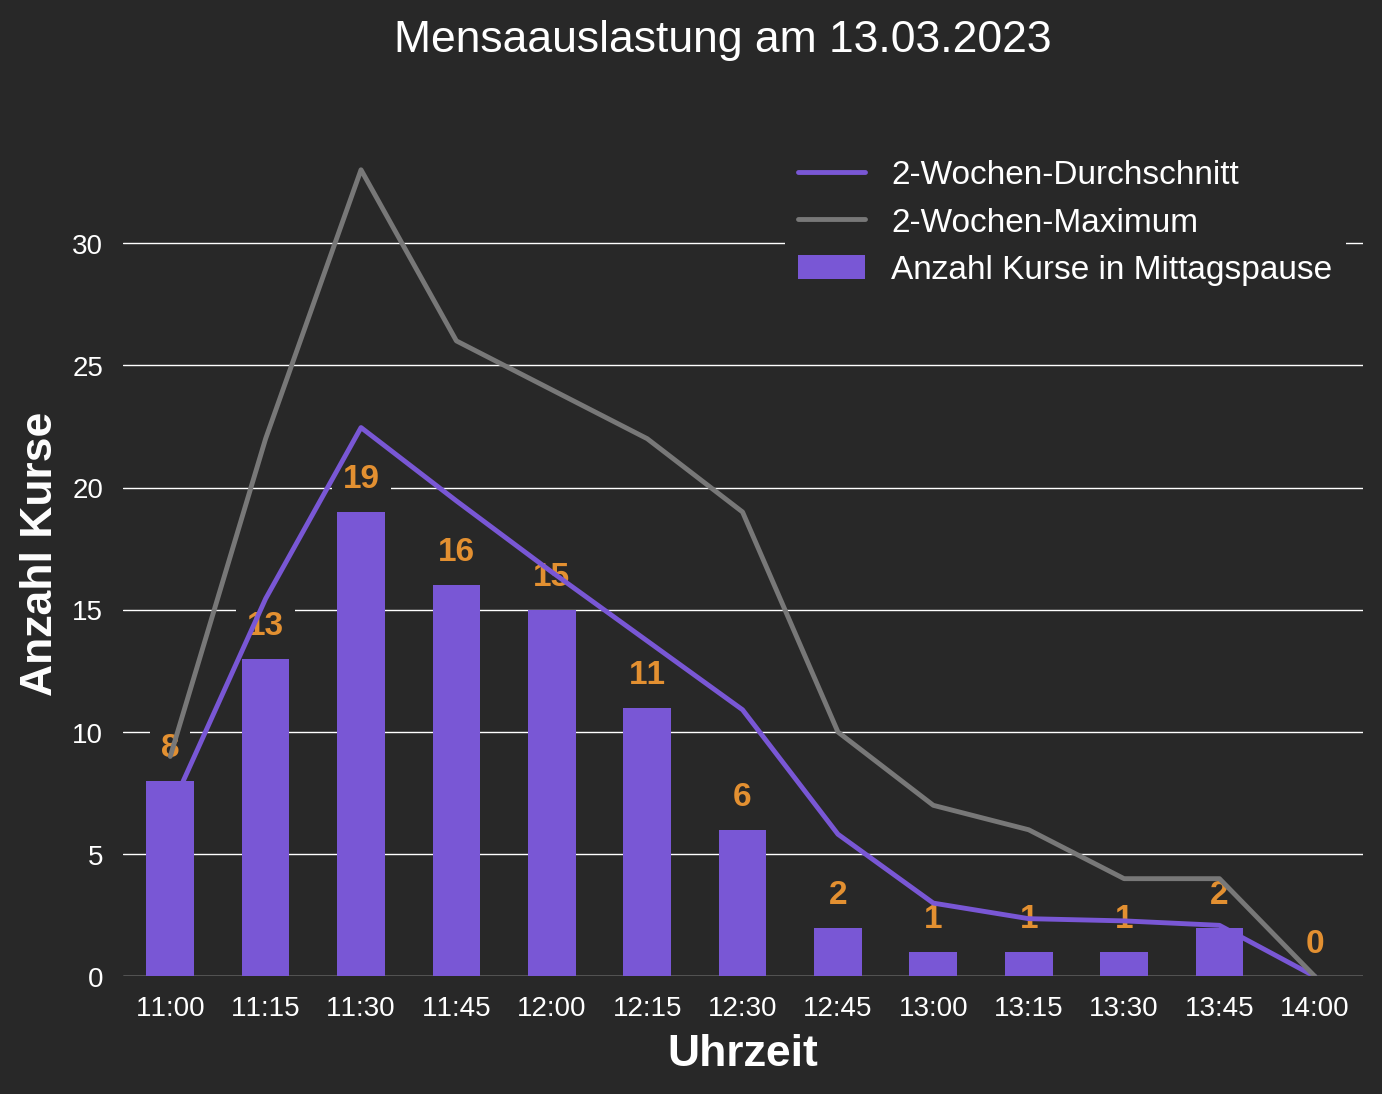 Mensaauslastung am 13.03.2023
2-Wochen-Durchschnitt
2-Wochen-Maximum
Anzahl Kurse in Mittagspause
Anzahl Kurse
30
25
20
15
10
5
0
8
13
19
16
15
11
6
2
1
1
1
2
0
11:00 11:15 11:30 11:45 12:00 12:15 12:30 12:45 13:00 13:15 13:30 13:45 14:00
Uhrzeit